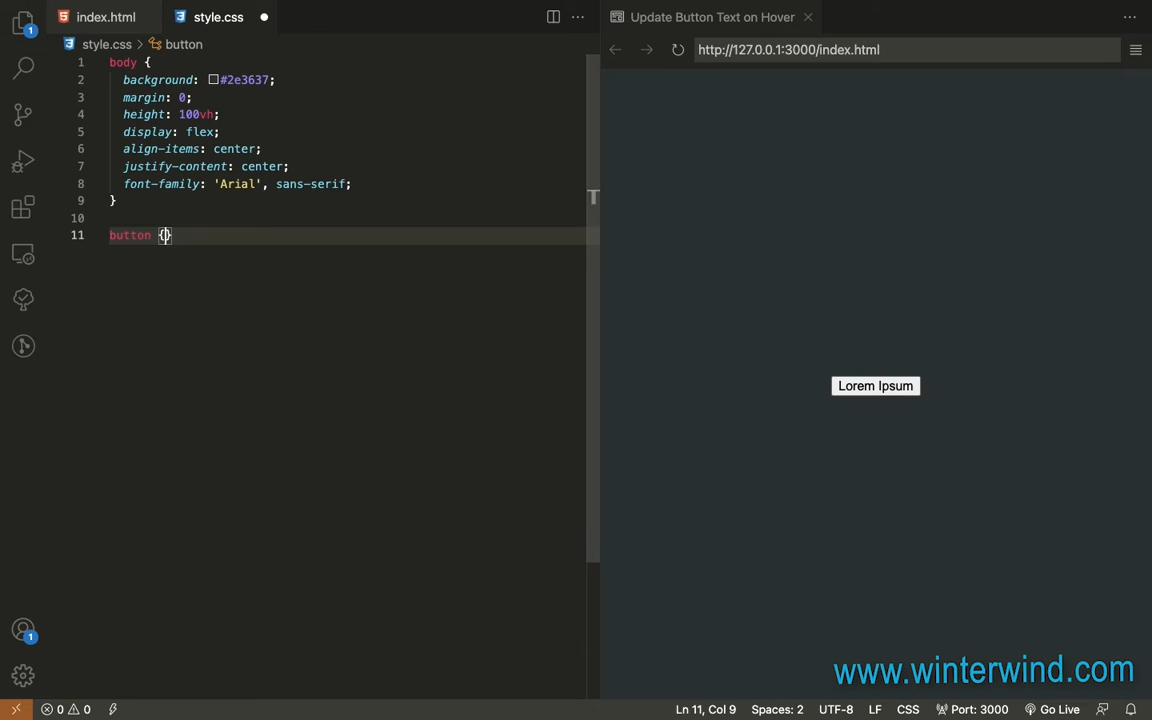 index.html
style.css
Update Button Text on Hover
1
style.css
button
http://127.0.0.1:3000/index.html
1 body {
2 background: #2e3637;
3 margin: 0;
4 height: 100vh;
5 display: flex;
6 align-items: center;
7 justify-content: center;
8 font-family: 'Arial', sans-serif;
9 }
10
11 button {}
T
Lorem Ipsum
1
www.winterwind.com
0 0
Ln 11, Col 9
Spaces: 2
UTF-8
LF
CSS
Port: 3000
Go Live